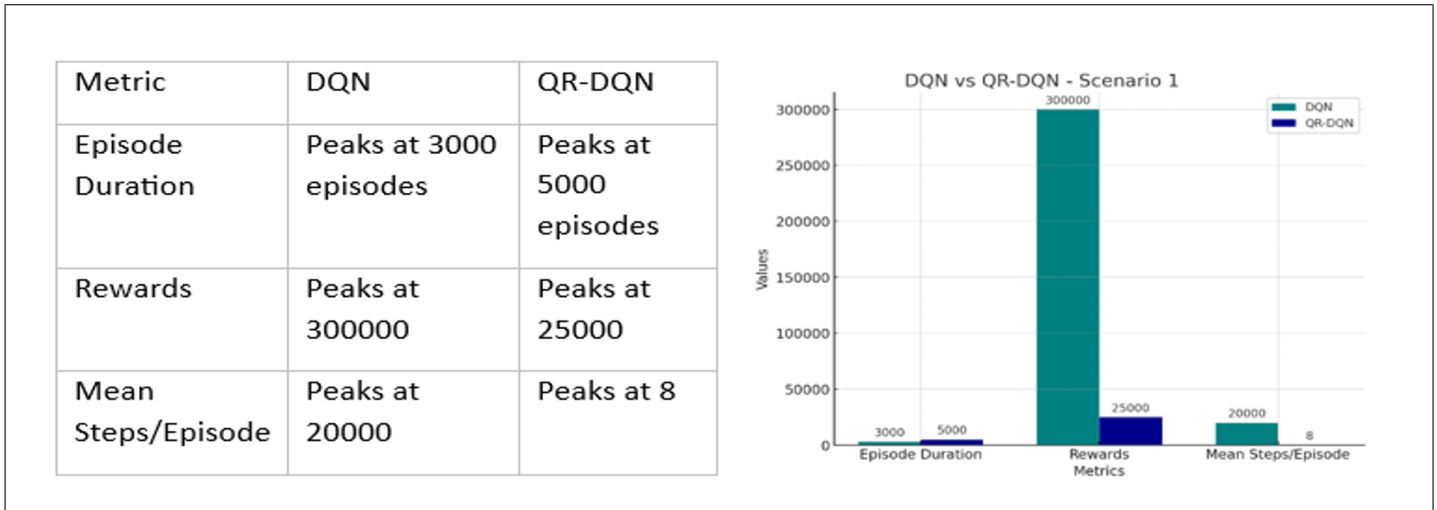 Metric
DQN
QR-DQN
Episode
Duration
Peaks at 3000
episodes
Peaks at
5000
episodes
Rewards
Peaks at
300000
Peaks at
25000
Mean
Steps/Episode
Peaks at
20000
Peaks at 8
DQN vs QR-DQN - Scenario 1
DQN
QR-DQN
Values
300000
250000
200000
150000
100000
50000
0
3000
5000
300000
25000
20000
8
Episode Duration
Rewards
Mean Steps/Episode
Metrics